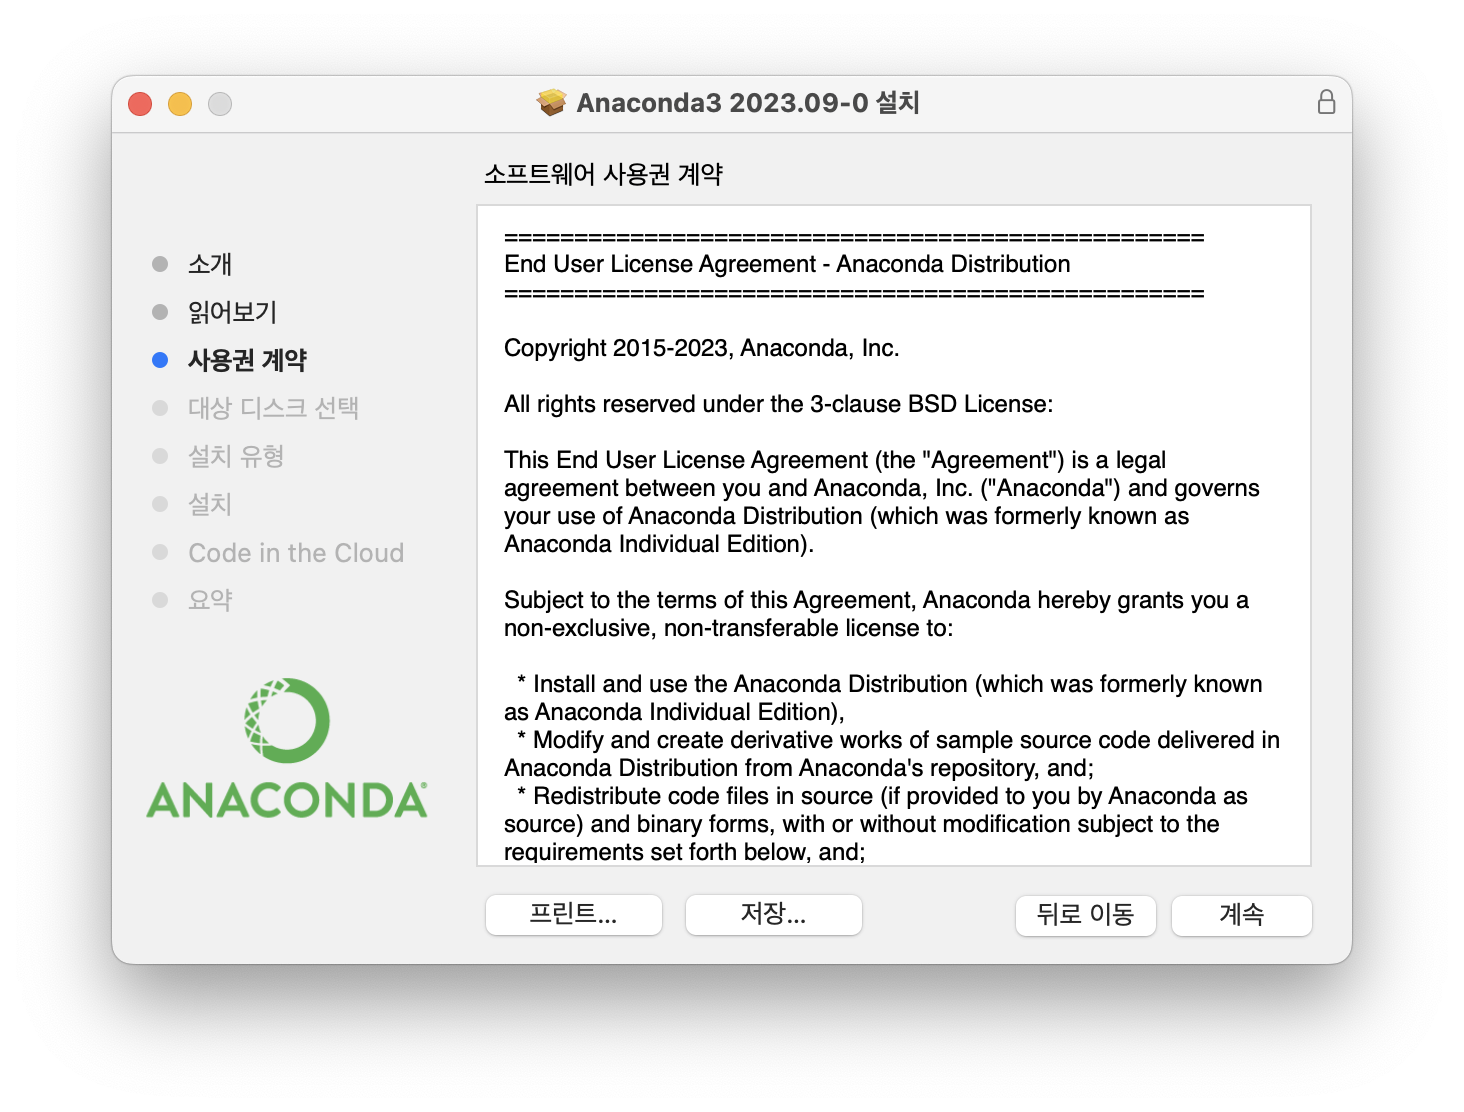 Anaconda3 2023.09-0 설치
소프트웨어 사용권 계약
소개
읽어보기
사용권 계약
대상 디스크 선택
설치 유형
설치
Code in the Cloud
요약
ANACONDA®
==================================================
End User License Agreement - Anaconda Distribution
==================================================
Copyright 2015-2023, Anaconda, Inc.
All rights reserved under the 3-clause BSD License:
This End User License Agreement (the "Agreement") is a legal
agreement between you and Anaconda, Inc. ("Anaconda") and governs
your use of Anaconda Distribution (which was formerly known as
Anaconda Individual Edition).
Subject to the terms of this Agreement, Anaconda hereby grants you a
non-exclusive, non-transferable license to:
* Install and use the Anaconda Distribution (which was formerly known
as Anaconda Individual Edition),
* Modify and create derivative works of sample source code delivered in
Anaconda Distribution from Anaconda's repository, and;
* Redistribute code files in source (if provided to you by Anaconda as
source) and binary forms, with or without modification subject to the
requirements set forth below, and;
프린트...
저장...
뒤로 이동
계속